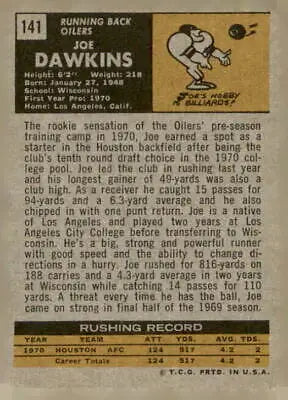 141
RUNNING BACK
OILERS
JOE
DAWKINS
Height: 6'2" Weight: 218
Born: January 27, 1948
School: Wisconsin
First Year Pro: 1970
Home: Los Angeles, Calif.
JOE'S HOBBY
IS BILLIARDS!
The rookie sensation of the Oilers' pre-season
training camp in 1970, Joe earned a spot as a
starter in the Houston backfield after being the
club's tenth round draft choice in the 1970
college pool. Joe led the club in rushing last year
and his longest gainer of 49-yards was also a
club high. As a receiver he caught 15 passes for
94-yards and a 6.3-yard average and he also
chipped in with one punt return. Joe is a native
of Los Angeles and played two years at Los
Angeles City College before transferring to Wis-
consin. He's a big, strong and powerful runner
with good speed and the ability to change direc-
tions in a hurry. Joe rushed for 816-yards on
188 carries and a 4.3-yard average in two years
at Wisconsin while catching 14 passes for 110
yards. A threat every time he has the ball, Joe
came on strong in final half of the 1969 season.
RUSHING RECORD
YEAR ATT. YDS. AVG. TDS.
1970 HOUSTON AFC 124 517 4.2 2
Career Totals 124 517 4.2 2
© T.C.G. PRTD. IN U.S.A.